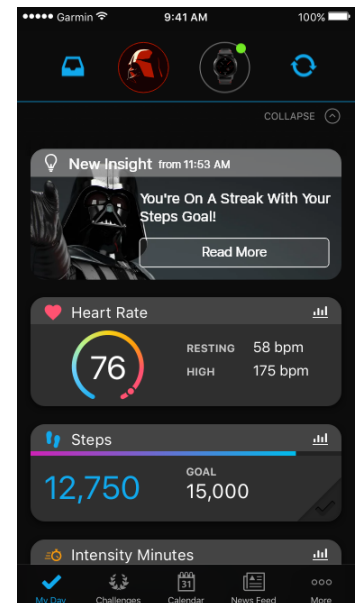 Garmin 9:41 AM 100%
COLLAPSE
New Insight from 11:53 AM
You're On A Streak With Your
Steps Goal!
Read More
Heart Rate
76
RESTING 58 bpm
HIGH 175 bpm
Steps
12,750
GOAL
15,000
Intensity Minutes
31
My Day Challenges Calendar News Feed More